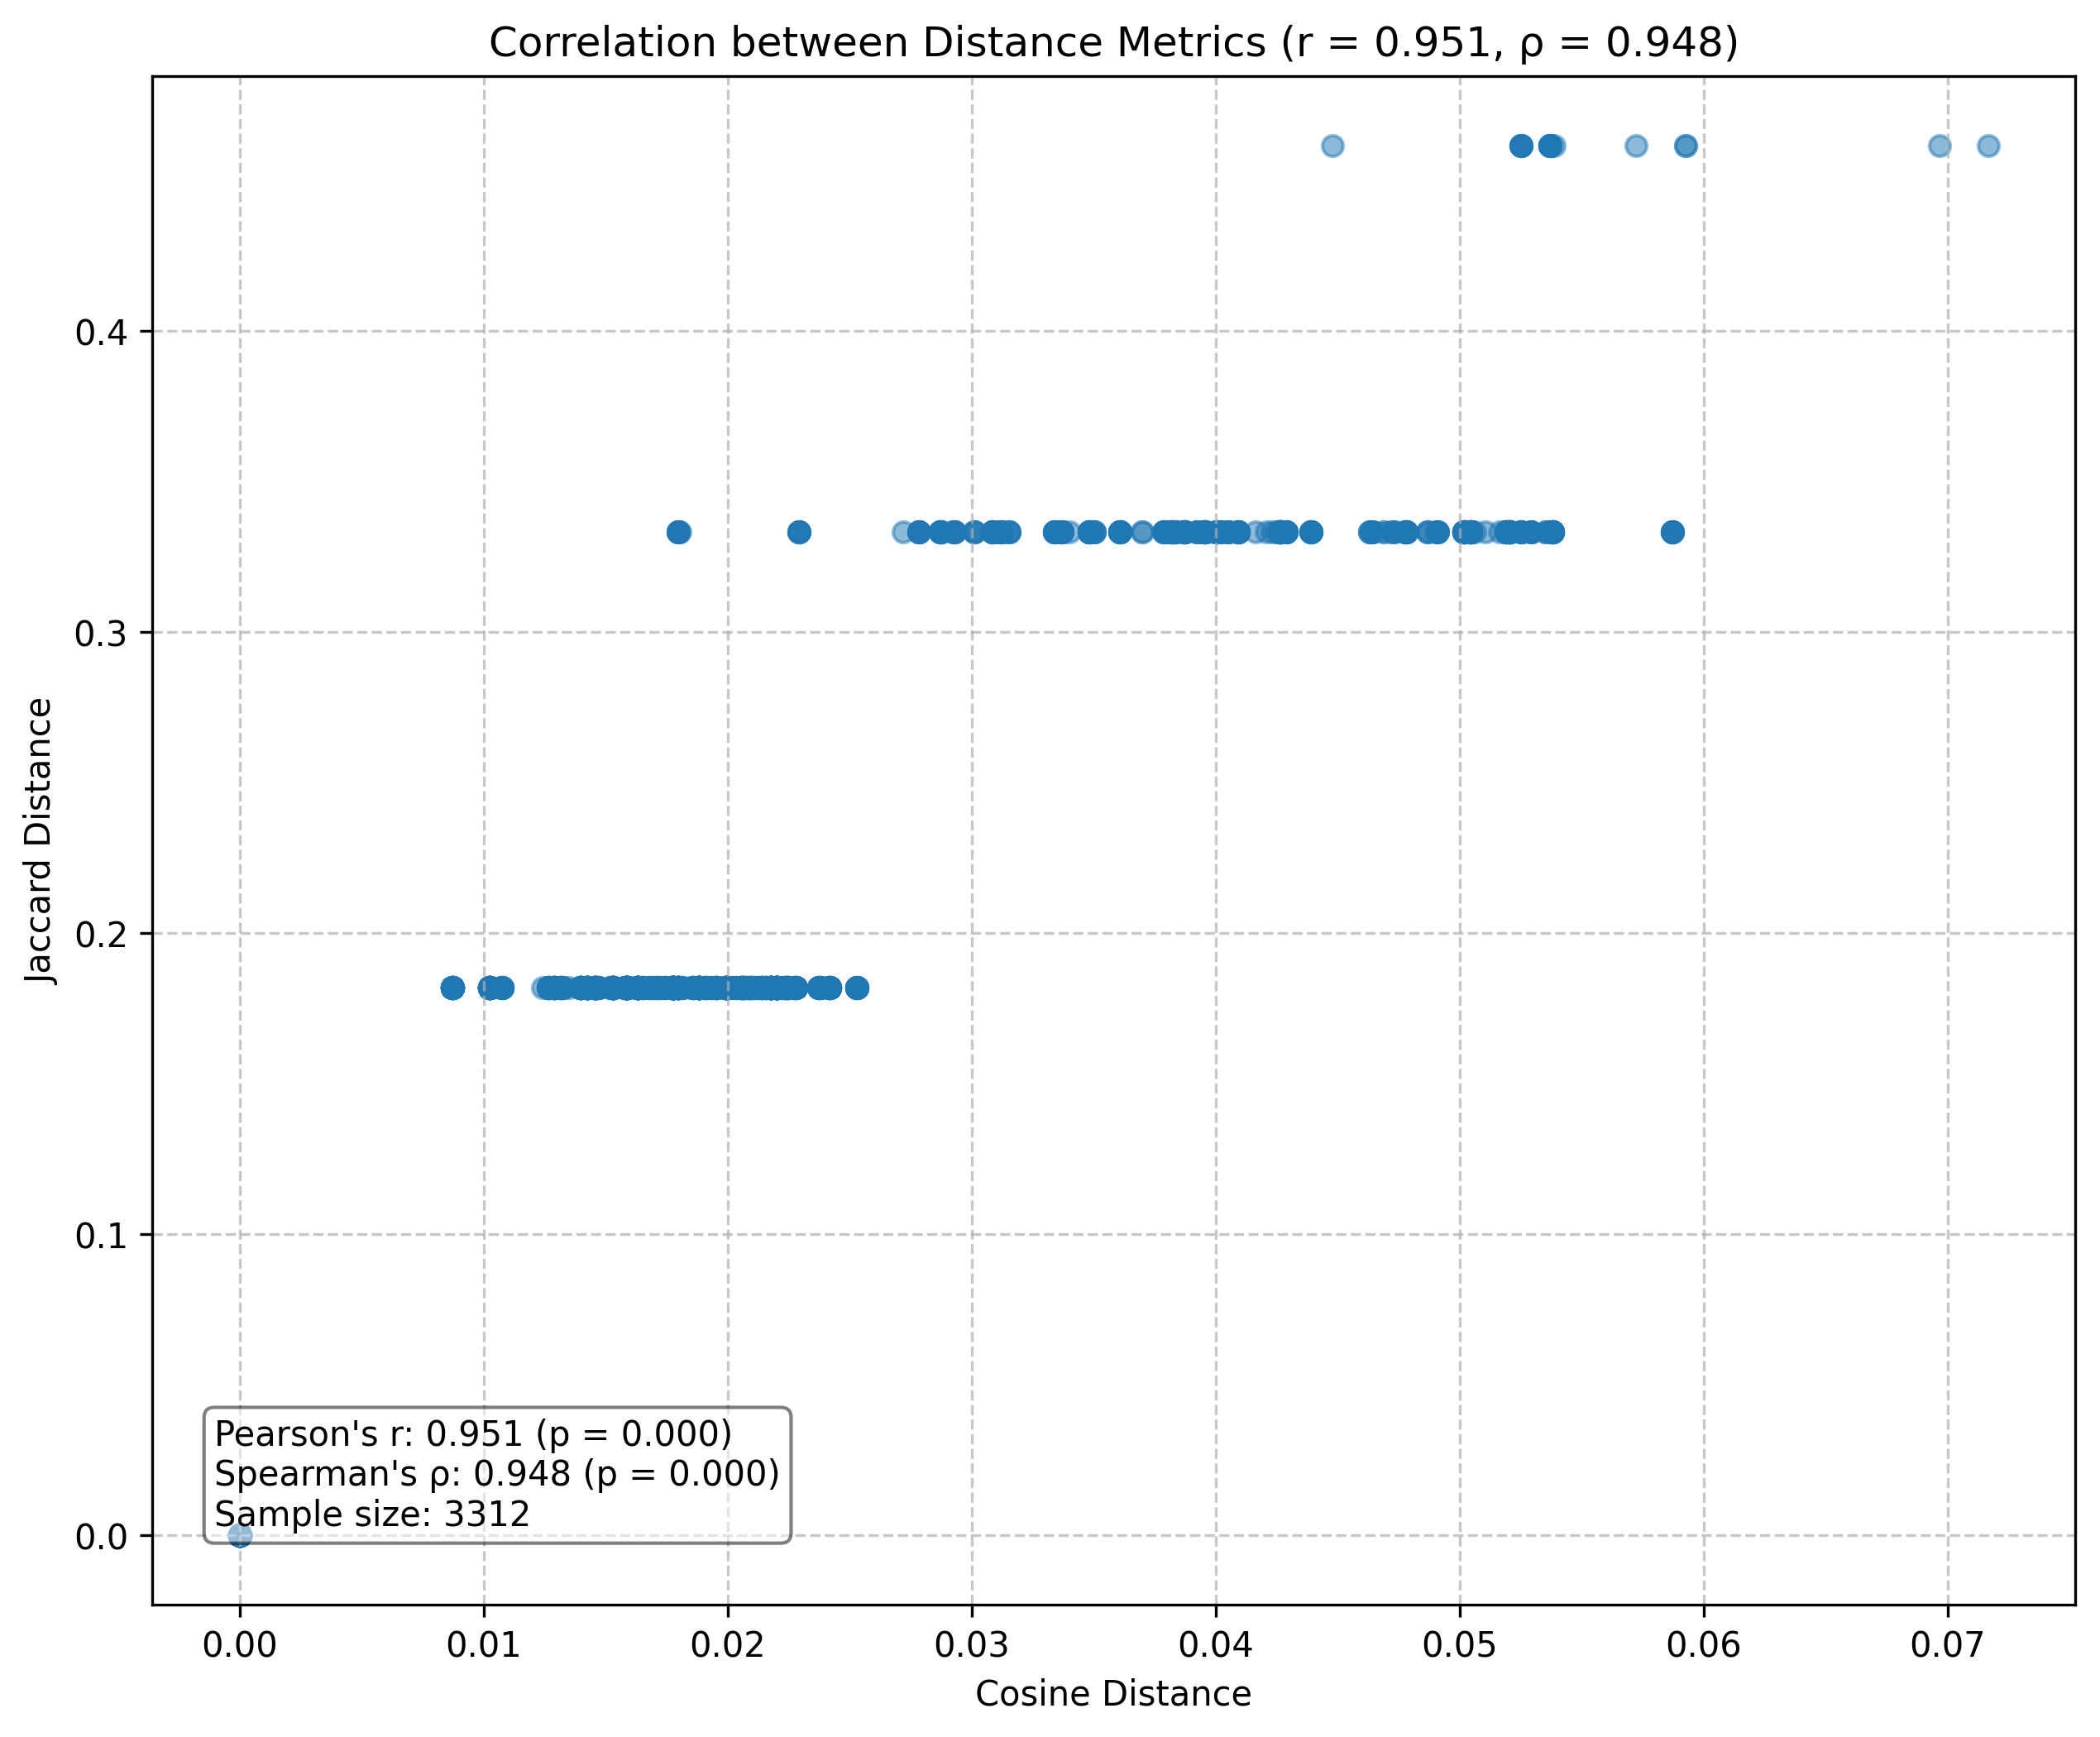 Correlation between Distance Metrics (r = 0.951, ρ = 0.948)
Jaccard Distance
0.4
0.3
0.2
0.1
0.0
Pearson's r: 0.951 (p = 0.000)
Spearman's ρ: 0.948 (p = 0.000)
Sample size: 3312
0.00 0.01 0.02 0.03 0.04 0.05 0.06 0.07
Cosine Distance